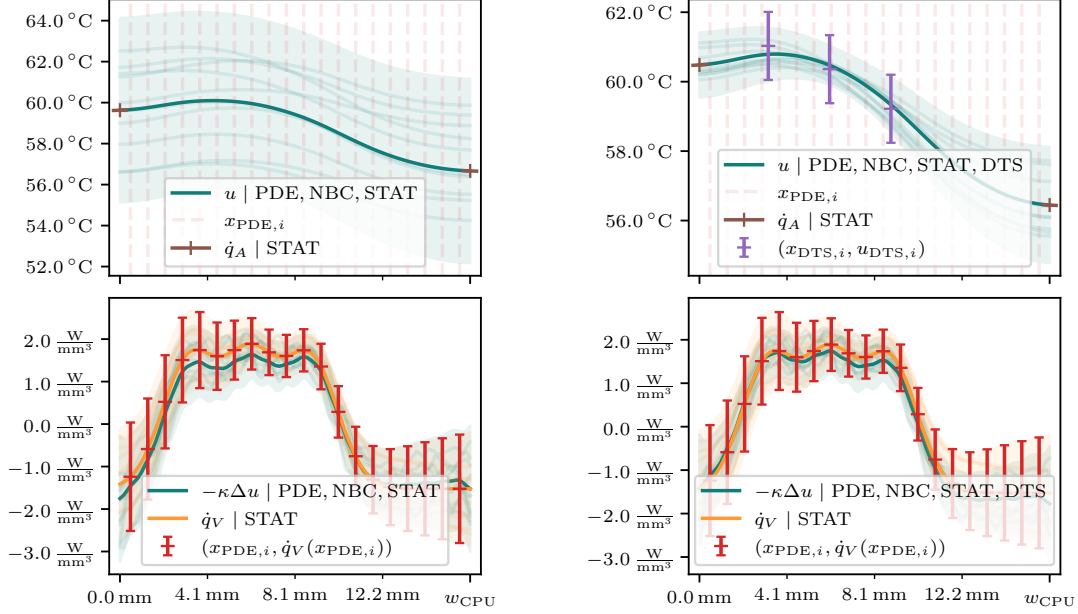 64.0 °C
62.0 °C
60.0 °C
58.0 °C
56.0 °C
54.0 °C
52.0 °C
u | PDE, NBC, STAT
x_PDE,i
q̇_A | STAT
62.0 °C
60.0 °C
58.0 °C
56.0 °C
u | PDE, NBC, STAT, DTS
x_PDE,i
q̇_A | STAT
(x_DTS,i, u_DTS,i)
2.0 W/mm³
1.0 W/mm³
0.0 W/mm³
−1.0 W/mm³
−2.0 W/mm³
−3.0 W/mm³
−κΔu | PDE, NBC, STAT
q̇_V | STAT
(x_PDE,i, q̇_V(x_PDE,i))
0.0 mm 4.1 mm 8.1 mm 12.2 mm w_CPU
2.0 W/mm³
1.0 W/mm³
0.0 W/mm³
−1.0 W/mm³
−2.0 W/mm³
−3.0 W/mm³
−κΔu | PDE, NBC, STAT, DTS
q̇_V | STAT
(x_PDE,i, q̇_V(x_PDE,i))
0.0 mm 4.1 mm 8.1 mm 12.2 mm w_CPU